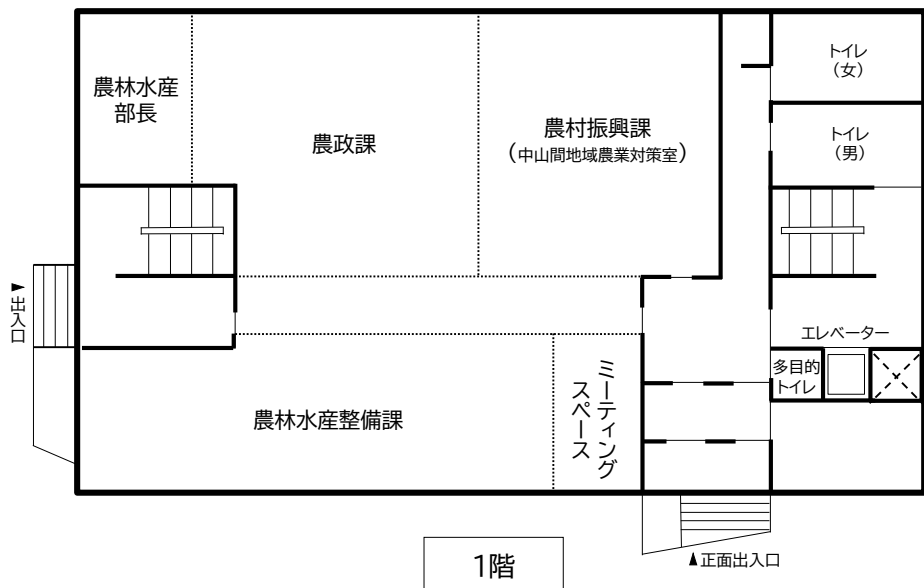 農林水産
部長
農政課
農村振興課
(中山間地域農業対策室)
トイレ
(女)
トイレ
(男)
▲出入口
エレベーター
多目的
トイレ
農林水産整備課
ミーティング
スペース
▲正面出入口
1階